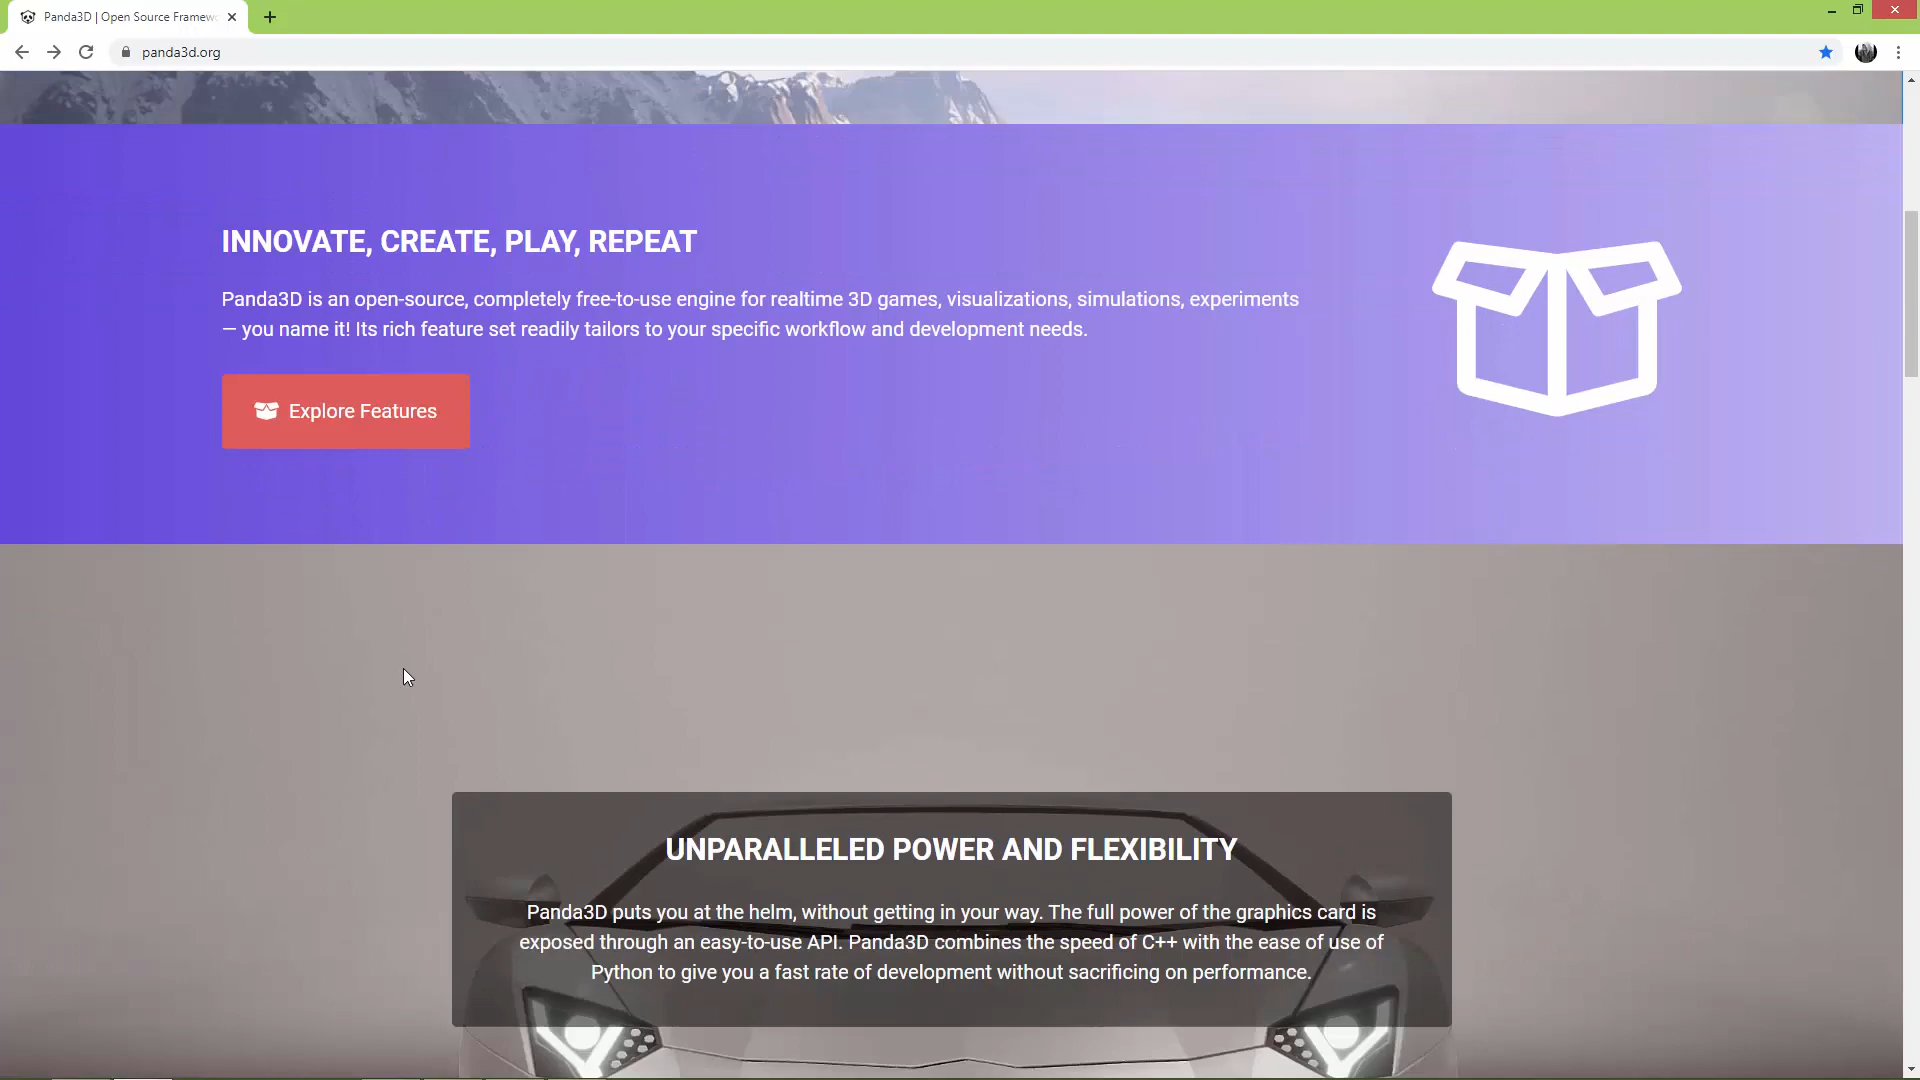 Panda3D | Open Source Framew
panda3d.org
INNOVATE, CREATE, PLAY, REPEAT
Panda3D is an open-source, completely free-to-use engine for realtime 3D games, visualizations, simulations, experiments
— you name it! Its rich feature set readily tailors to your specific workflow and development needs.
Explore Features
UNPARALLELED POWER AND FLEXIBILITY
Panda3D puts you at the helm, without getting in your way. The full power of the graphics card is
exposed through an easy-to-use API. Panda3D combines the speed of C++ with the ease of use of
Python to give you a fast rate of development without sacrificing on performance.